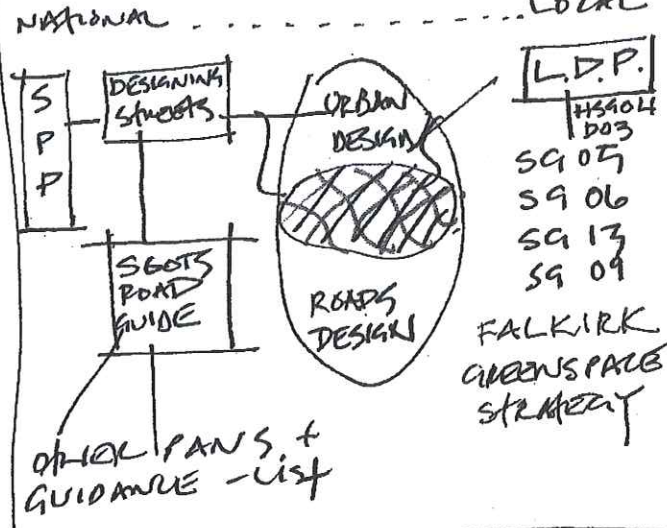 NATIONAL . . . . . . . . . . . . LOCAL
SPP
DESIGNING
STREETS
URBAN
DESIGN
L.D.P.
HSG04
D03
SG 05
SG 06
SG 13
SG 09
SCOTS
ROAD
GUIDE
ROADS
DESIGN
FALKIRK
GREENSPACE
STRATEGY
OTHER PANS +
GUIDANCE - LIST